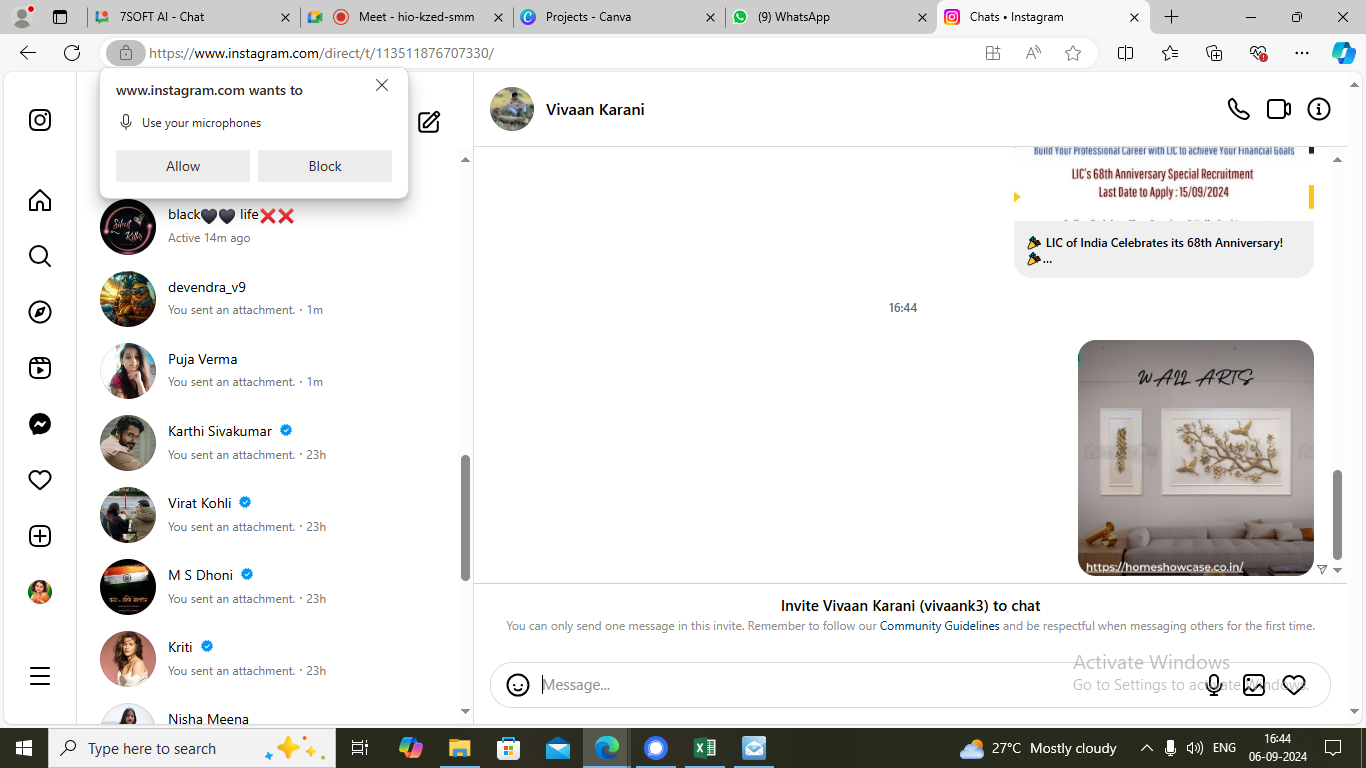 7SOFT AI - Chat
Meet - hio-kzed-smm
Projects - Canva
(9) WhatsApp
Chats • Instagram
https://www.instagram.com/direct/t/113511876707330/
www.instagram.com wants to
Use your microphones
Allow
Block
black🖤🖤 life❌❌
Active 14m ago
devendra_v9
You sent an attachment. · 1m
Puja Verma
You sent an attachment. · 1m
Karthi Sivakumar
You sent an attachment. · 23h
Virat Kohli
You sent an attachment. · 23h
M S Dhoni
You sent an attachment. · 23h
Kriti
You sent an attachment. · 23h
Nisha Meena
Vivaan Karani
Build Your Professional Career with LIC to achieve Your Financial Goals
LIC's 68th Anniversary Special Recruitment
Last Date to Apply : 15/09/2024
🎉 LIC of India Celebrates its 68th Anniversary!
🎉...
16:44
WALL ARTS
https://homeshowcase.co.in/
Invite Vivaan Karani (vivaank3) to chat
You can only send one message in this invite. Remember to follow our Community Guidelines and be respectful when messaging others for the first time.
Message...
Activate Windows
Go to Settings to activate Windows.
Type here to search
27°C Mostly cloudy
ENG
16:44
06-09-2024